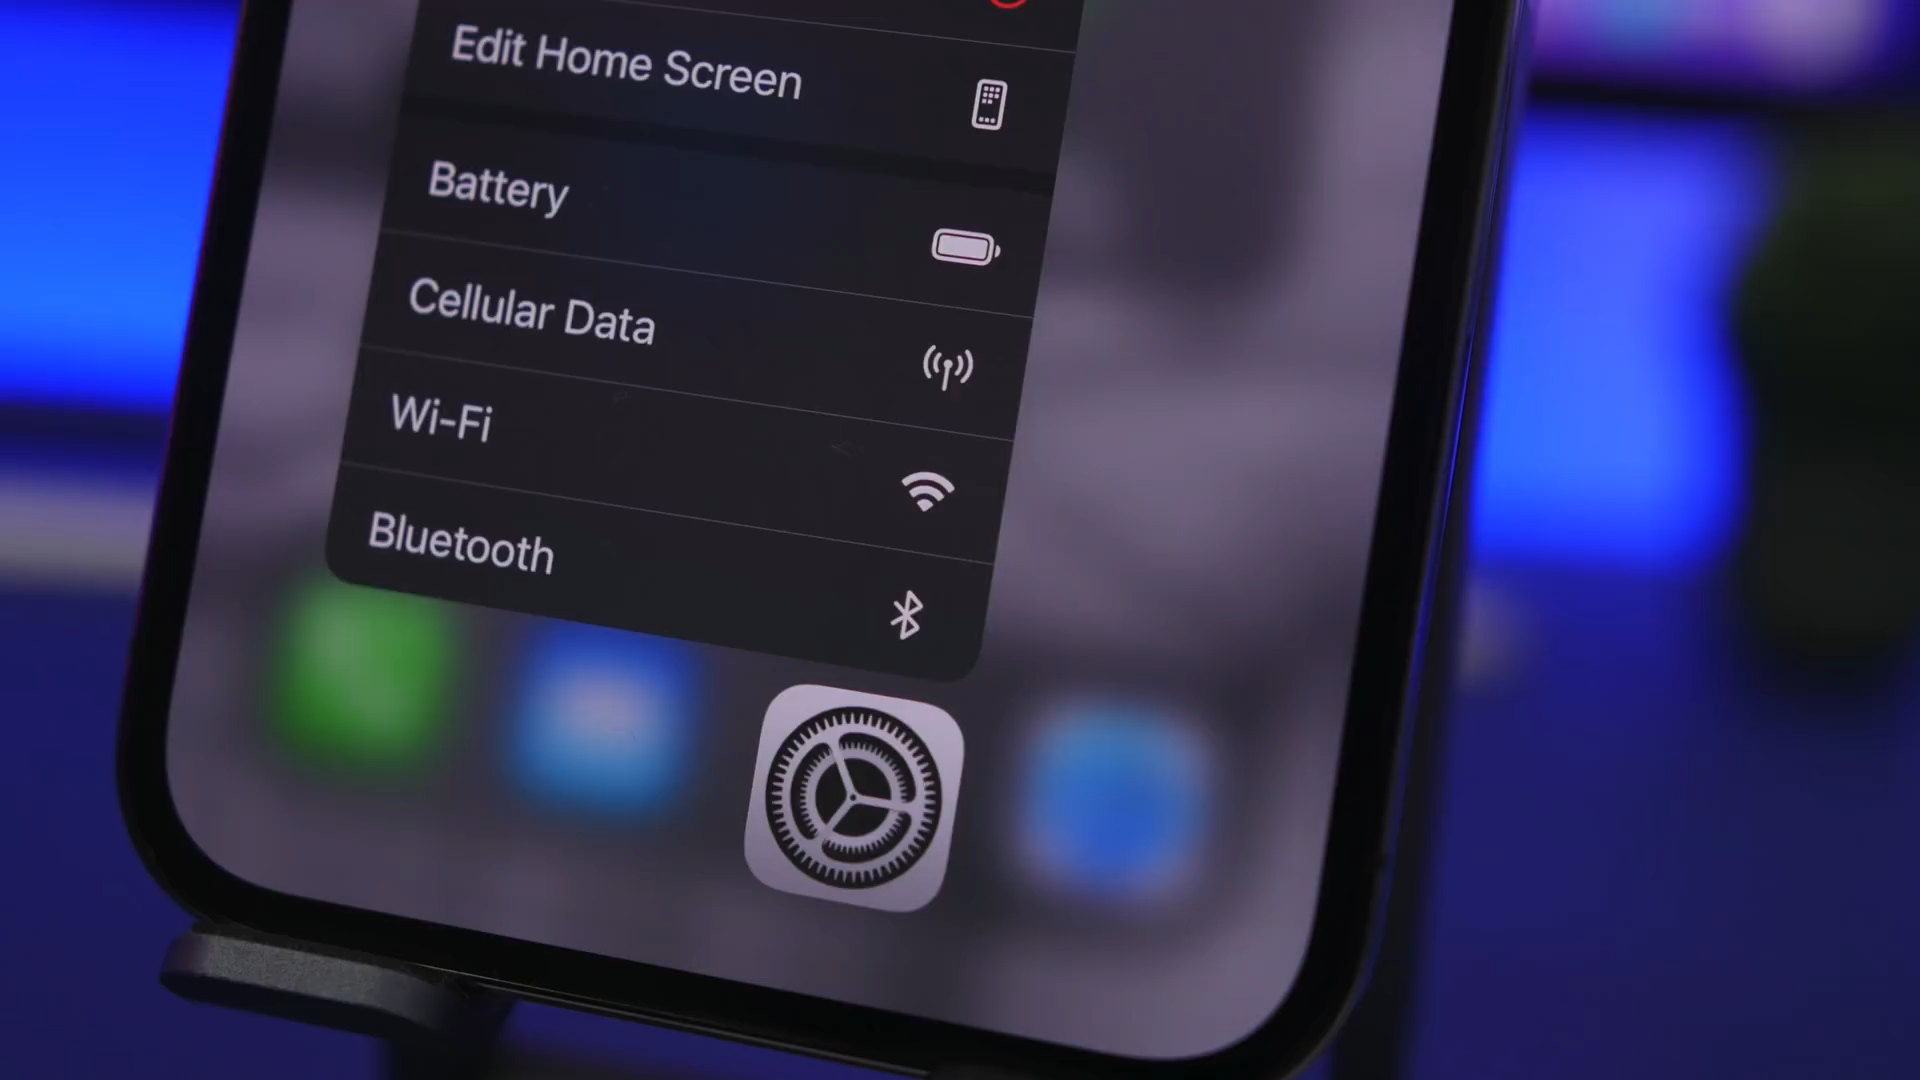 Edit Home Screen
Battery
Cellular Data
Wi-Fi
Bluetooth